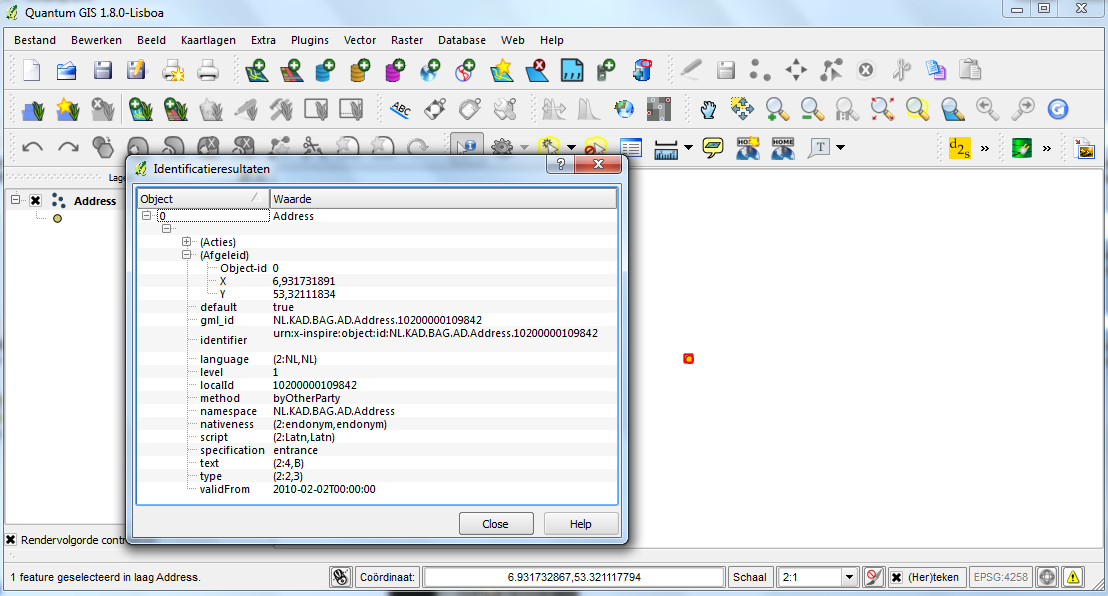 Quantum GIS 1.8.0-Lisboa
Bestand Bewerken Beeld Kaartlagen Extra Plugins Vector Raster Database Web Help
ABC
HOME
T
d2s
»
»
Identificatieresultaten
Lage
Address
Object Waarde
0 Address
(Acties)
(Afgeleid)
Object-id 0
X 6,931731891
Y 53,32111834
default true
gml_id NL.KAD.BAG.AD.Address.10200000109842
identifier urn:x-inspire:object:id:NL.KAD.BAG.AD.Address.10200000109842
language (2:NL,NL)
level 1
localId 10200000109842
method byOtherParty
namespace NL.KAD.BAG.AD.Address
nativeness (2:endonym,endonym)
script (2:Latn,Latn)
specification entrance
text (2:4,B)
type (2:2,3)
validFrom 2010-02-02T00:00:00
Close Help
Rendervolgorde contr
1 feature geselecteerd in laag Address. Coördinaat: 6.931732867,53.321117794 Schaal 2:1 (Her)teken EPSG:4258